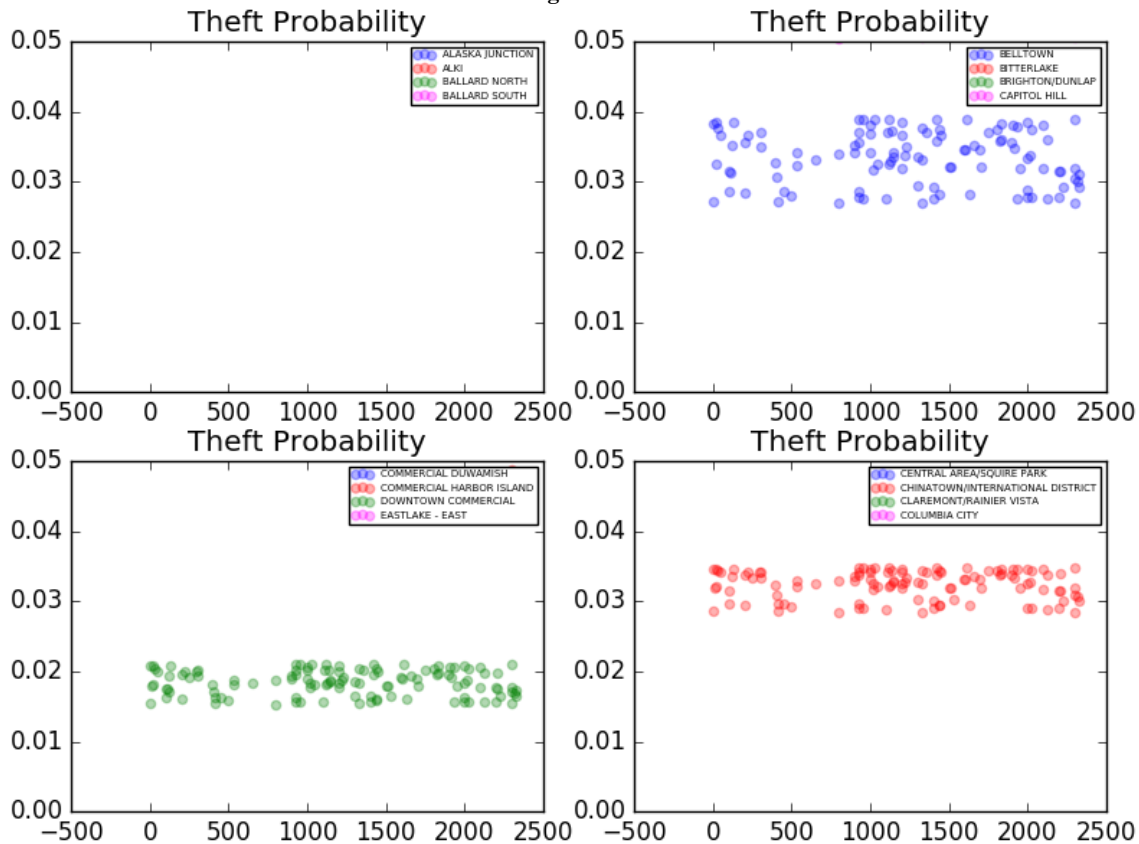 Theft Probability
0.05
0.04
0.03
0.02
0.01
0.00
−500 0 500 1000 1500 2000 2500
ALASKA JUNCTION
ALKI
BALLARD NORTH
BALLARD SOUTH
Theft Probability
0.05
0.04
0.03
0.02
0.01
0.00
−500 0 500 1000 1500 2000 2500
BELLTOWN
BITTERLAKE
BRIGHTON/DUNLAP
CAPITOL HILL
Theft Probability
0.05
0.04
0.03
0.02
0.01
0.00
−500 0 500 1000 1500 2000 2500
COMMERCIAL DUWAMISH
COMMERCIAL HARBOR ISLAND
DOWNTOWN COMMERCIAL
EASTLAKE - EAST
Theft Probability
0.05
0.04
0.03
0.02
0.01
0.00
−500 0 500 1000 1500 2000 2500
CENTRAL AREA/SQUIRE PARK
CHINATOWN/INTERNATIONAL DISTRICT
CLAREMONT/RAINIER VISTA
COLUMBIA CITY